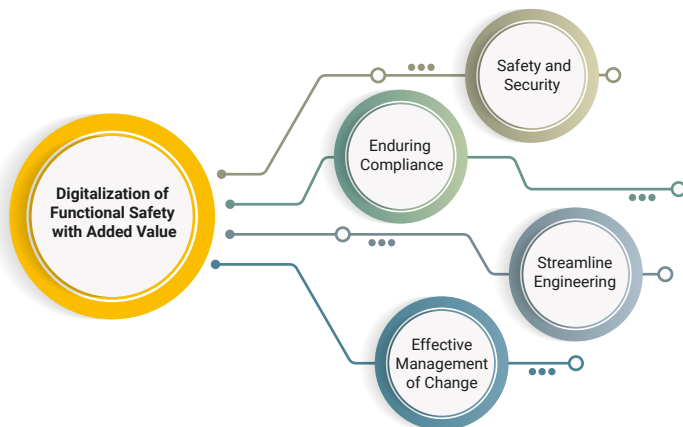 Digitalization of
Functional Safety
with Added Value
Safety and
Security
Enduring
Compliance
Streamline
Engineering
Effective
Management
of Change